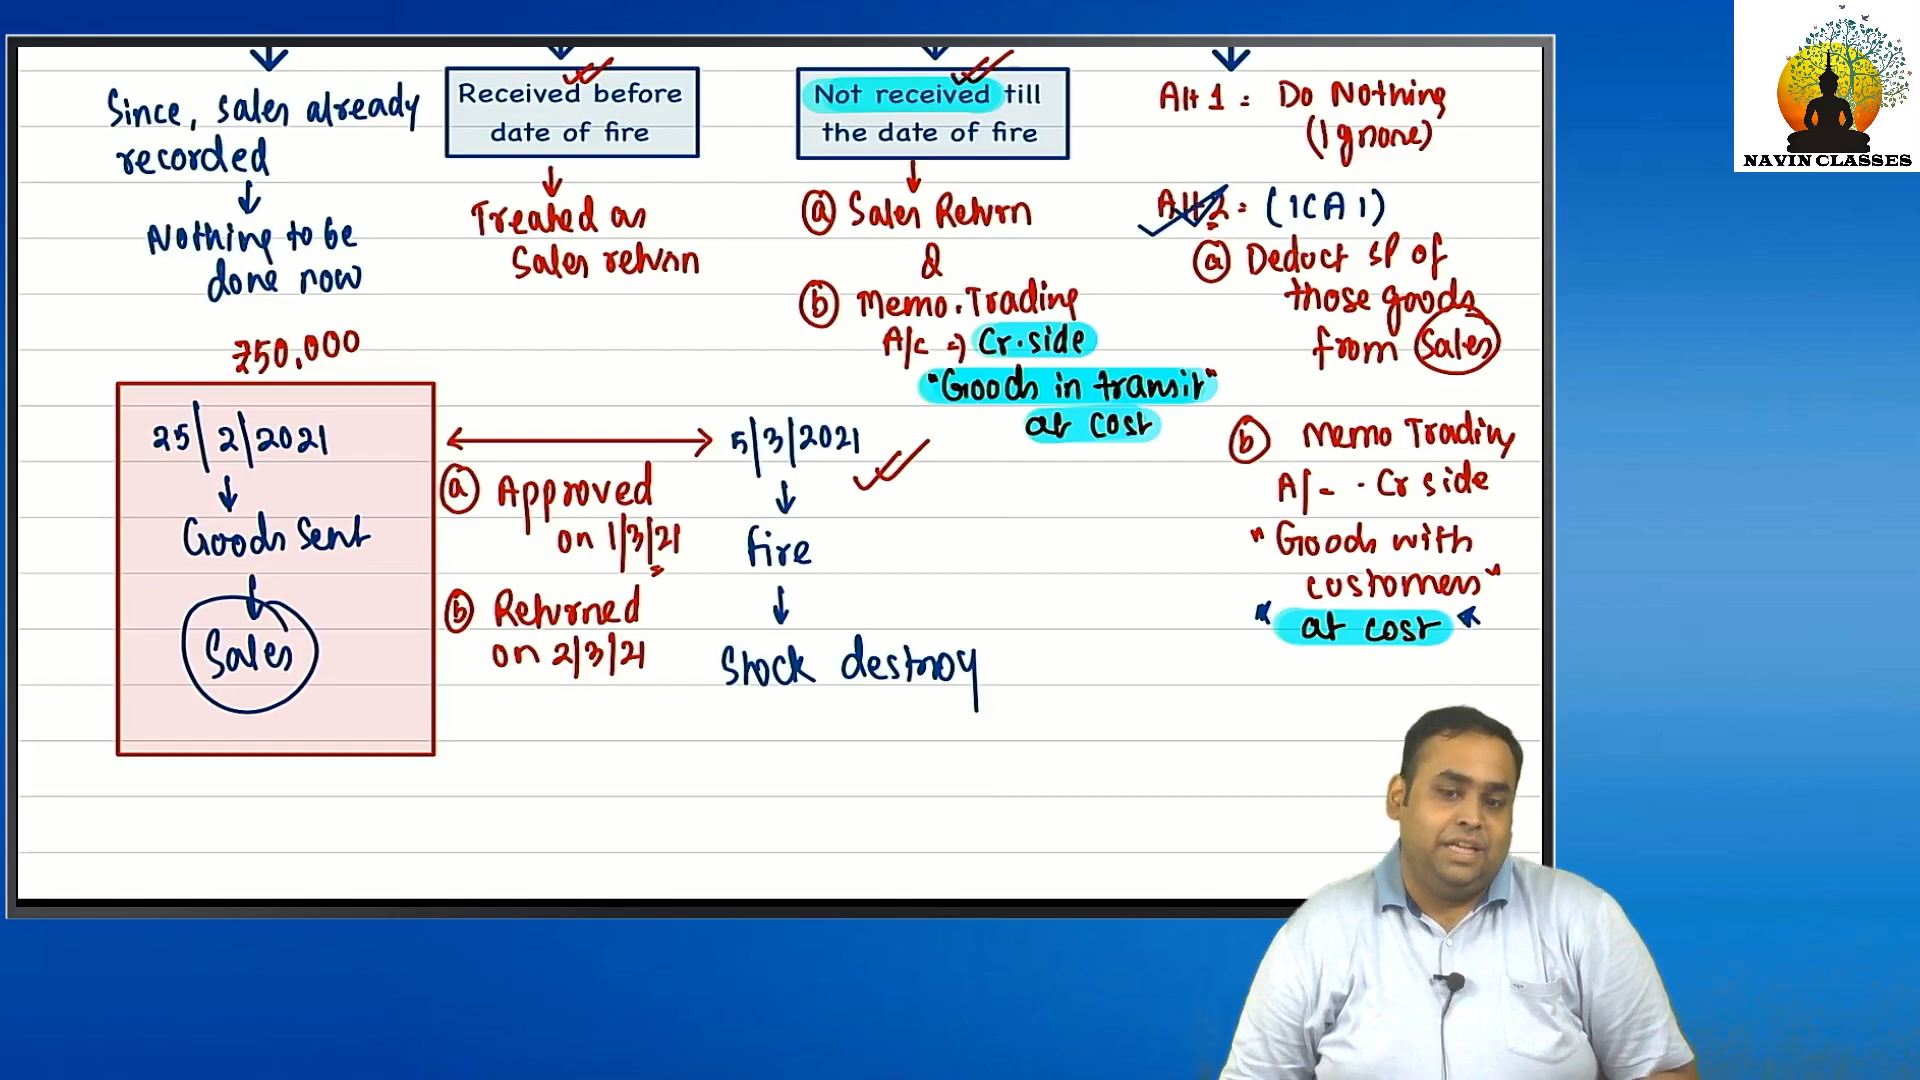 Since, sales already
recorded
Nothing to be
done now
₹50,000
25/2/2021
Goods sent
Sales
Received before
date of fire
Treated as
Sales return
a Approved
on 1/3/21
b Returned
on 2/3/21
Not received till
the date of fire
a Sales Return
&
b Memo. Trading
A/c ⇒ Cr. side
"Goods in transit"
at cost
5/3/2021
fire
Stock destroy
Alt 1 : Do Nothing
(Ignore)
Alt 2 = (ICAI)
a Deduct SP of
those goods
from Sales
b Memo Trading
A/- . Cr side
"Goods with
customers"
at cost
NAVIN CLASSES